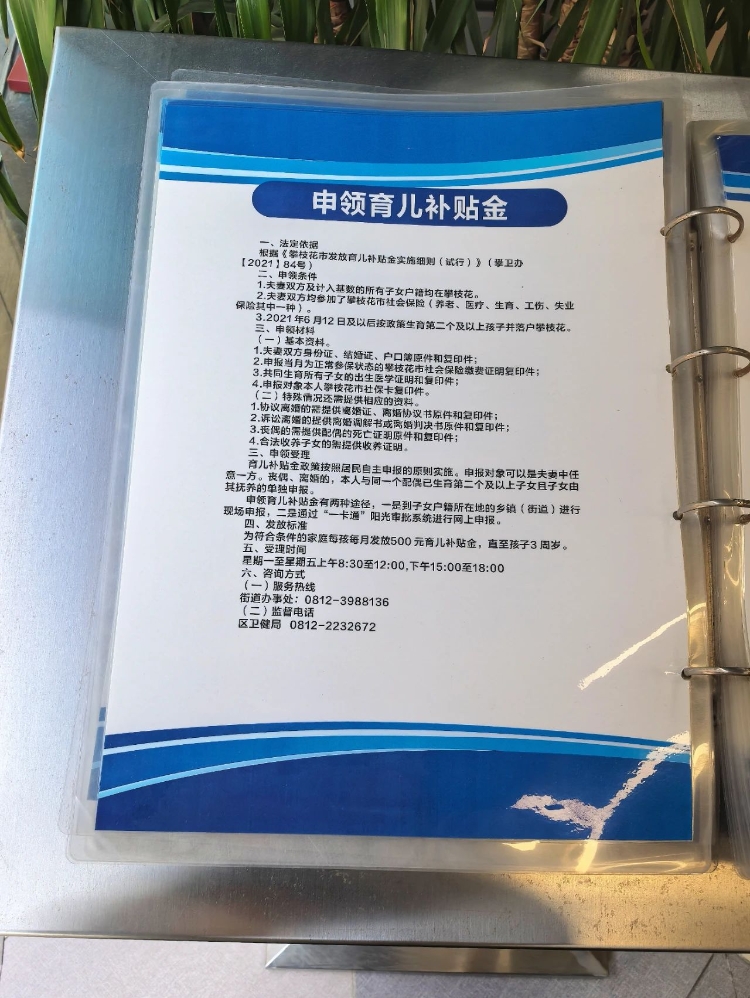 申领育儿补贴金
一、法定依据
根据《攀枝花市发放育儿补贴金实施细则（试行）》（攀卫办
【2021】84号）
二、申领条件
1.夫妻双方及计入基数的所有子女户籍均在攀枝花。
2.夫妻双方均参加了攀枝花市社会保险（养老、医疗、生育、工伤、失业
保险其中一种）。
3.2021年6月12日及以后按政策生育第二个及以上孩子并落户攀枝花。
三、申领材料
（一）基本资料。
1.夫妻双方身份证、结婚证、户口簿原件和复印件；
2.申报当月为正常参保状态的攀枝花市社会保险缴费证明复印件；
3.共同生育所有子女的出生医学证明和复印件；
4.申报对象本人攀枝花市社保卡复印件。
（二）特殊情况还需提供相应的资料。
1.协议离婚的需提供离婚证、离婚协议书原件和复印件；
2.诉讼离婚的提供离婚调解书或离婚判决书原件和复印件；
3.丧偶的需提供配偶的死亡证明原件和复印件；
4.合法收养子女的需提供收养证明。
三、申领受理
育儿补贴金政策按照居民自主申报的原则实施。申报对象可以是夫妻中任
意一方。丧偶、离婚的，本人与同一个配偶已生育第二个及以上子女且子女由
其抚养的单独申报。
申领育儿补贴金有两种途径，一是到子女户籍所在地的乡镇（街道）进行
现场申报，二是通过“一卡通”阳光审批系统进行网上申报。
四、发放标准
为符合条件的家庭每孩每月发放500元育儿补贴金，直至孩子3周岁。
五、受理时间
星期一至星期五上午8:30至12:00,下午15:00至18:00
六、咨询方式
（一）服务热线
街道办事处：0812-3988136
（二）监督电话
区卫健局 0812-2232672